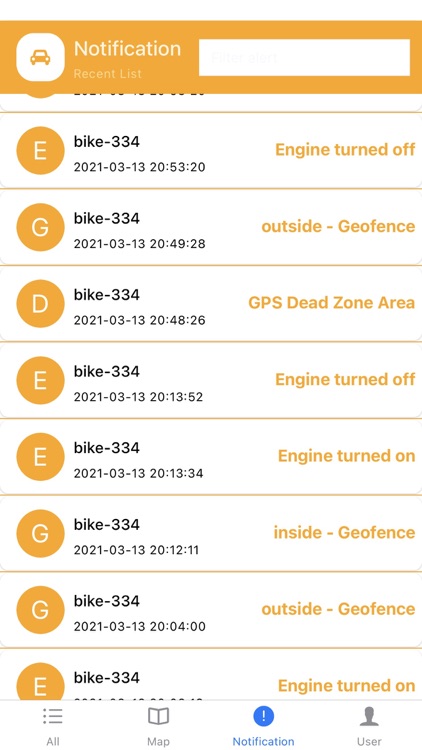 Notification
Recent List
E
bike-334
2021-03-13 20:53:20
Engine turned off
G
bike-334
2021-03-13 20:49:28
outside - Geofence
D
bike-334
2021-03-13 20:48:26
GPS Dead Zone Area
E
bike-334
2021-03-13 20:13:52
Engine turned off
E
bike-334
2021-03-13 20:13:34
Engine turned on
G
bike-334
2021-03-13 20:12:11
inside - Geofence
G
bike-334
2021-03-13 20:04:00
outside - Geofence
E
bike-334
Engine turned on
All
Map
Notification
User